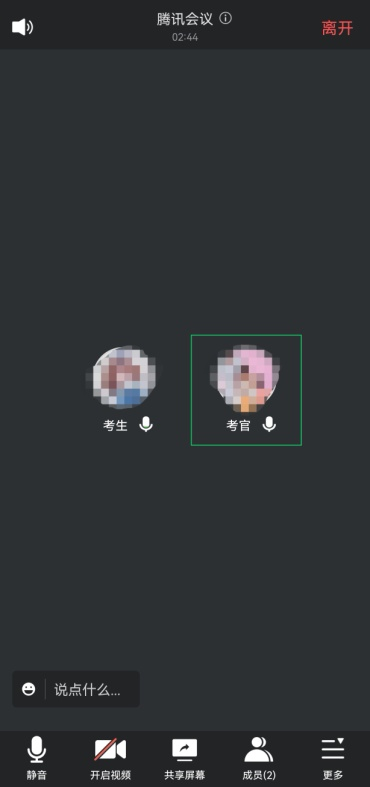 腾讯会议
02:44
离开
考生
考官
说点什么...
静音
开启视频
共享屏幕
成员(2)
更多